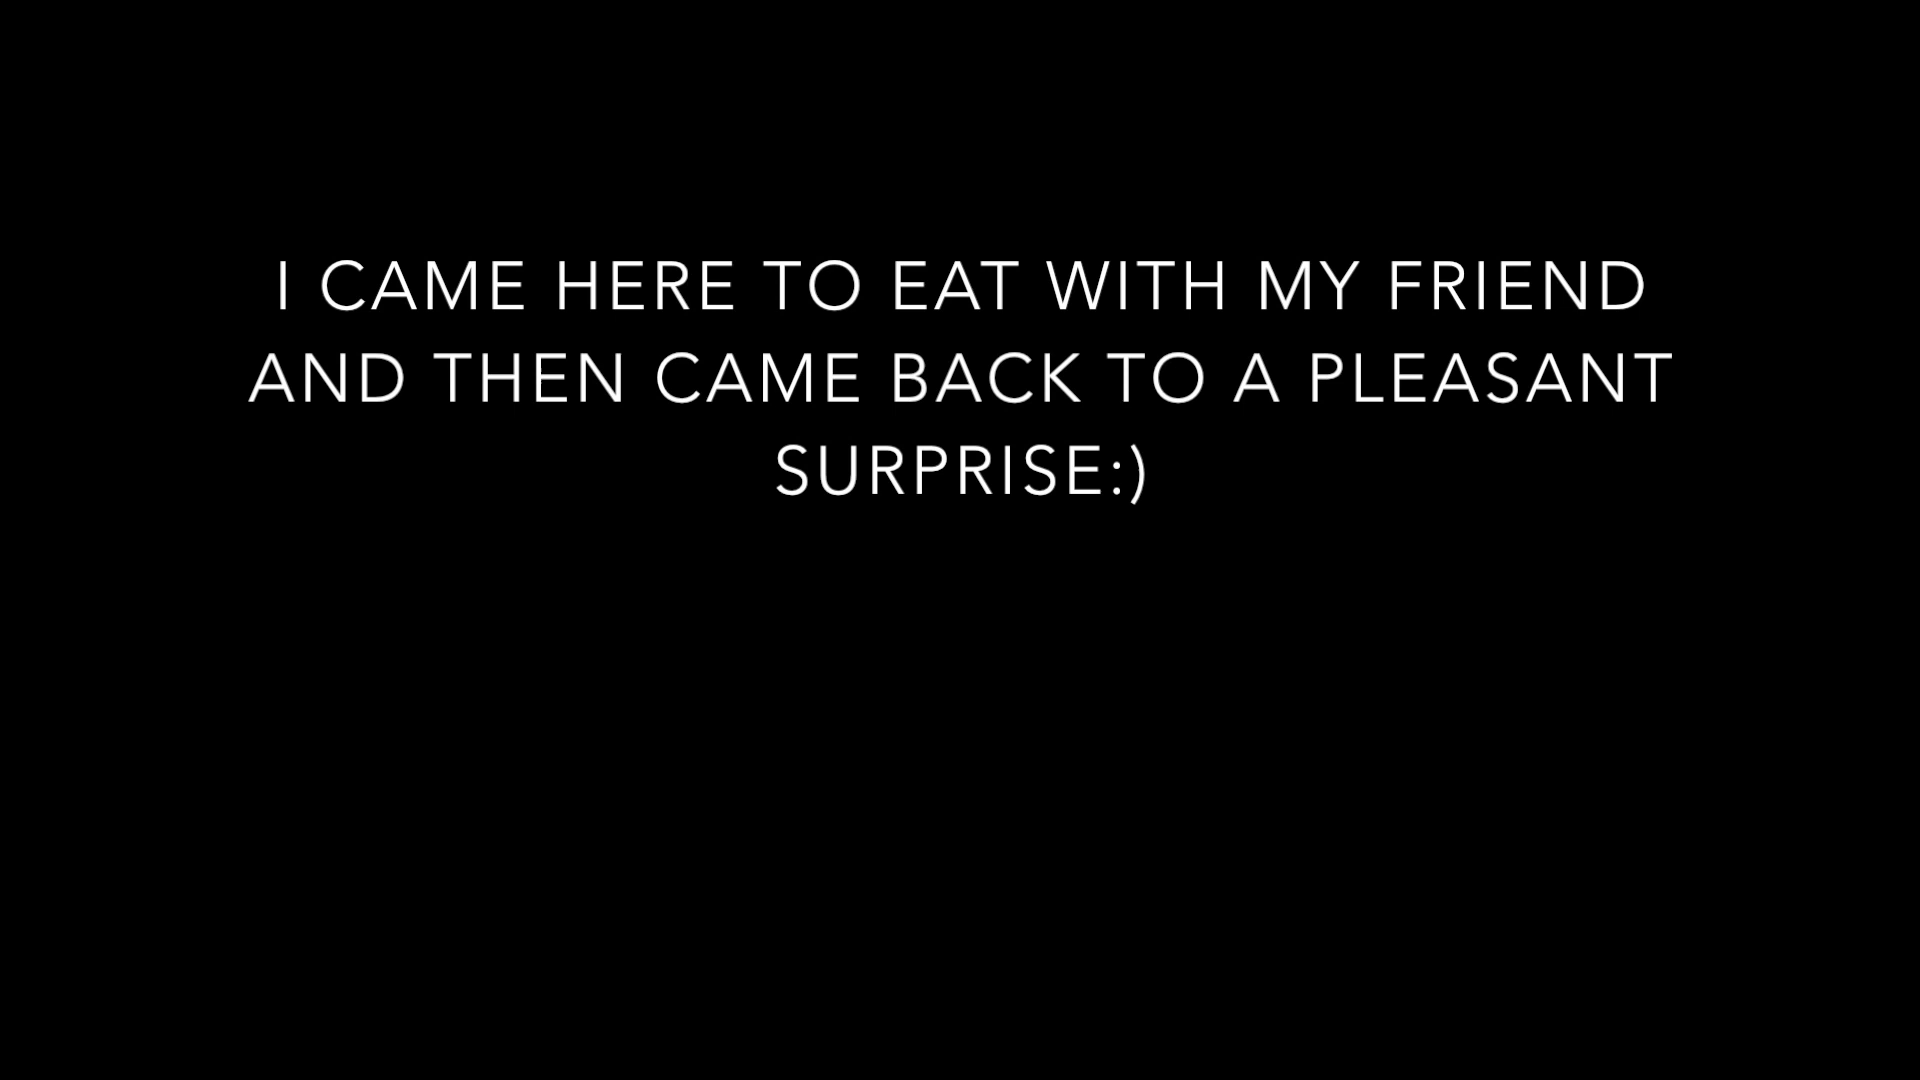 I CAME HERE TO EAT WITH MY FRIEND
AND THEN CAME BACK TO A PLEASANT
SURPRISE:)